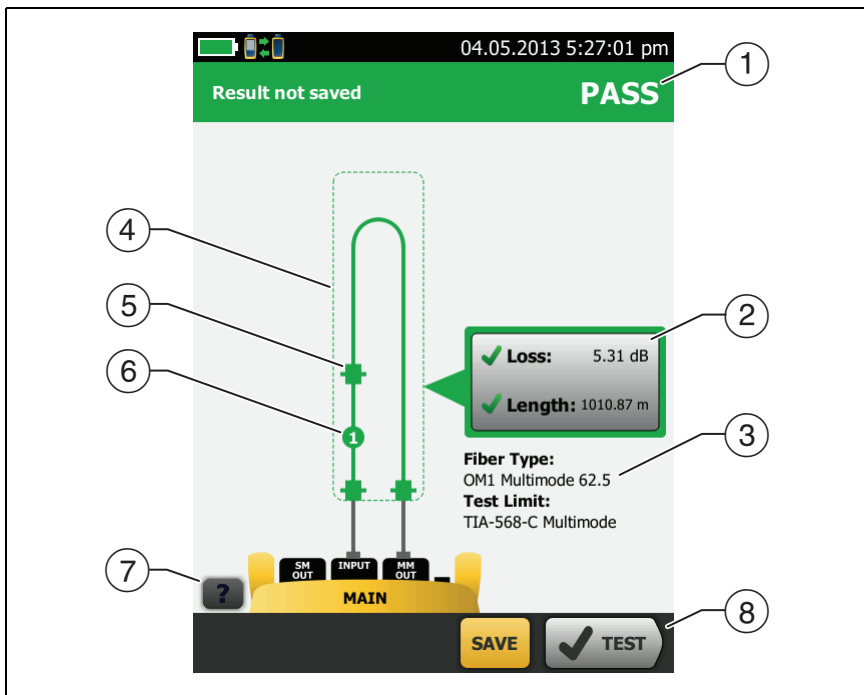 04.05.2013 5:27:01 pm
Result not saved PASS
1
4
5
6
2
Loss: 5.31 dB
Length: 1010.87 m
1
3
Fiber Type:
OM1 Multimode 62.5
Test Limit:
TIA-568-C Multimode
7
SM OUT INPUT MM OUT
?
MAIN
SAVE TEST
8